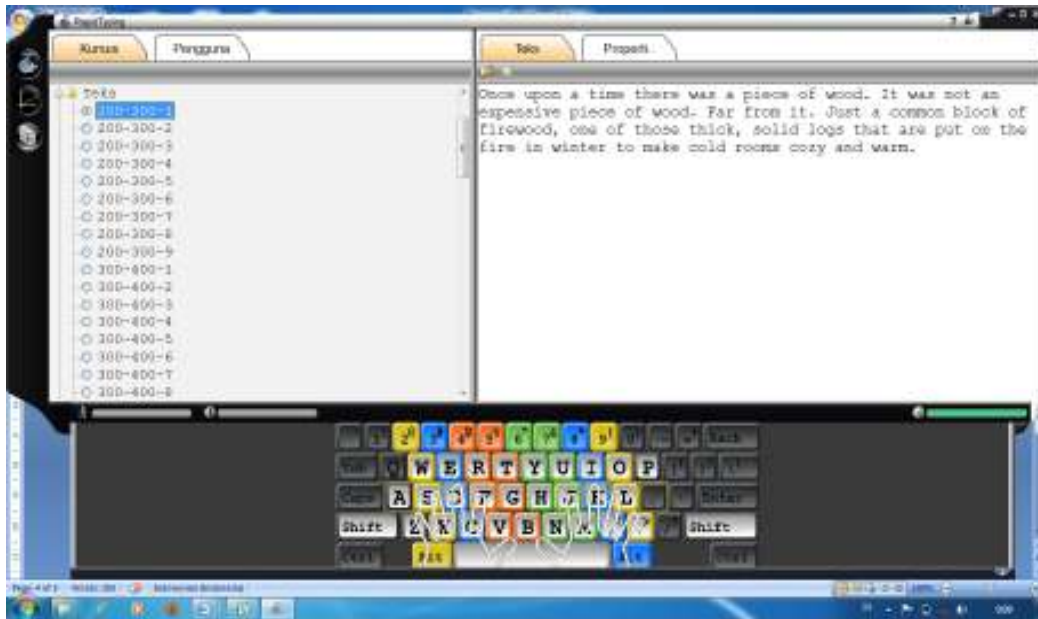 RapidTyping
Kursus
Pengguna
Teks
200-300-1
200-300-2
200-300-3
200-300-4
200-300-5
200-300-6
200-300-7
200-300-8
200-300-9
300-400-1
300-400-2
300-400-3
300-400-4
300-400-5
300-400-6
300-400-7
300-400-8
Teks
Properti
Once upon a time there was a piece of wood. It was not an
expensive piece of wood. Far from it. Just a common block of
firewood, one of those thick, solid logs that are put on the
fire in winter to make cold rooms cozy and warm.
Back
Tab Q W E R T Y U I O P
Caps A S D F G H J K L Enter
Shift Z X C V B N M Shift
Alt Alt